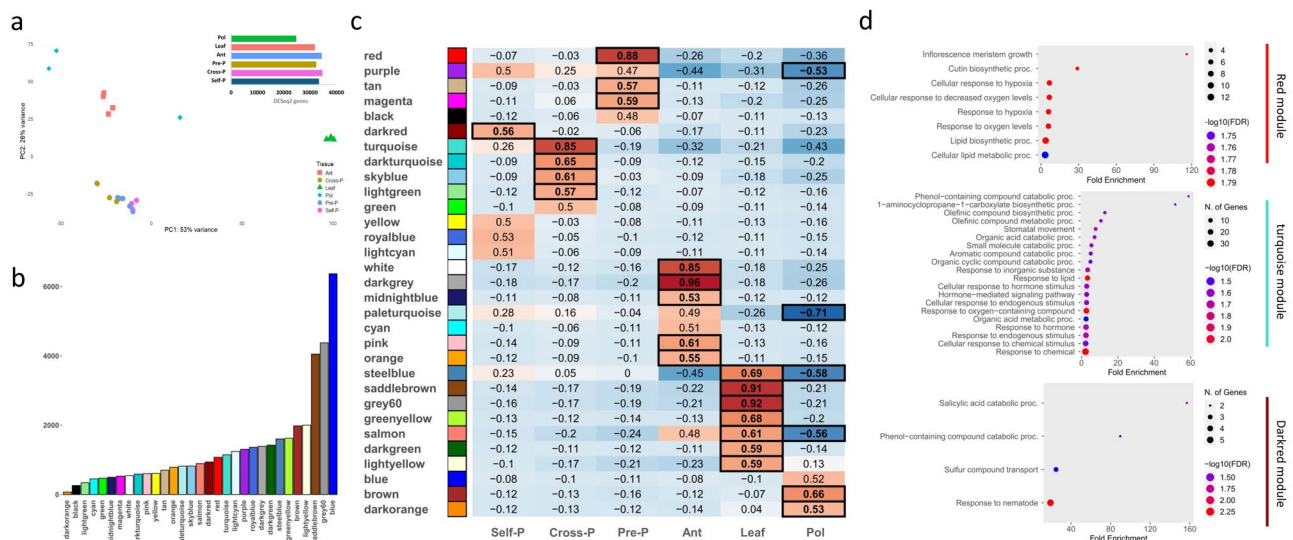 a
75
50
25
0
-25
-50
0
50
100
PC2: 26% variance
PC1: 53% variance
Pol
Leaf
Ant
Pre-P
Cross-P
Self-P
0 10000 20000 30000 40000
DESeq2 genes
Tissue
Ant
Cross-P
Leaf
Pol
Pre-P
Self-P
b
6000
4000
2000
0
darkorange
black
lightgreen
cyan
green
midnightblue
magenta
white
pink
yellow
tan
orange
skyblue
salmon
darkred
red
turquoise
lightcyan
purple
royalblue
darkgrey
darkgreen
steelblue
greenyellow
brown
lightyellow
grey60
blue
c
red −0.07 −0.03 0.88 −0.26 −0.2 −0.36
purple 0.5 0.25 0.47 −0.44 −0.31 −0.53
tan −0.09 −0.03 0.57 −0.11 −0.12 −0.26
magenta −0.11 0.06 0.59 −0.13 −0.2 −0.25
black −0.12 −0.06 0.48 −0.07 −0.11 −0.13
darkred 0.56 −0.02 −0.06 −0.17 −0.11 −0.23
turquoise 0.26 0.85 −0.19 −0.32 −0.21 −0.43
darkturquoise −0.09 0.65 −0.09 −0.12 −0.15 −0.2
skyblue −0.09 0.61 −0.03 −0.09 −0.18 −0.25
lightgreen −0.12 0.57 −0.12 −0.07 −0.12 −0.16
green −0.1 0.5 −0.08 −0.09 −0.11 −0.14
yellow 0.5 −0.03 −0.08 −0.11 −0.13 −0.16
royalblue 0.53 −0.05 −0.1 −0.12 −0.11 −0.15
lightcyan 0.51 −0.05 −0.09 −0.11 −0.11 −0.14
white −0.17 −0.12 −0.16 0.85 −0.18 −0.25
darkgrey −0.18 −0.17 −0.2 0.96 −0.18 −0.26
midnightblue −0.11 −0.08 −0.11 0.53 −0.12 −0.12
paleturquoise 0.28 0.16 −0.04 0.49 −0.26 −0.71
cyan −0.1 −0.06 −0.11 0.51 −0.13 −0.12
pink −0.14 −0.09 −0.11 0.61 −0.12 −0.16
orange −0.12 −0.09 −0.1 0.55 −0.11 −0.15
steelblue 0.23 0.05 0 −0.45 0.69 −0.58
saddlebrown −0.14 −0.17 −0.19 −0.22 0.91 −0.21
grey60 −0.16 −0.17 −0.19 −0.21 0.92 −0.21
greenyellow −0.13 −0.12 −0.14 −0.13 0.68 −0.2
salmon −0.15 −0.2 −0.24 0.48 0.61 −0.56
darkgreen −0.12 −0.11 −0.12 −0.11 0.59 −0.14
lightyellow −0.1 −0.17 −0.21 −0.23 0.59 0.13
blue −0.08 −0.1 −0.11 −0.08 −0.1 0.52
brown −0.12 −0.13 −0.16 −0.12 −0.07 0.66
darkorange −0.12 −0.12 −0.12 −0.14 0.04 0.53
Self-P Cross-P Pre-P Ant Leaf Pol
d
Inflorescence meristem growth
Cutin biosynthetic proc.
Cellular response to hypoxia
Cellular response to decreased oxygen levels
Response to hypoxia
Response to oxygen levels
Lipid biosynthetic proc.
Cellular lipid metabolic proc.
0 30 60 90 120
Fold Enrichment
4
6
8
10
12
-log10(FDR)
1.75
1.76
1.77
1.78
1.79
Red module
Phenol-containing compound catabolic proc.
1-aminocyclopropane-1-carboxylate biosynthetic proc.
Olefinic compound biosynthetic proc.
Olefinic compound metabolic proc.
Stomatal movement
Organic acid catabolic proc.
Small molecule catabolic proc.
Aromatic compound catabolic proc.
Organic cyclic compound catabolic proc.
Response to inorganic substance
Response to lipid
Cellular response to hormone stimulus
Hormone-mediated signaling pathway
Cellular response to endogenous stimulus
Response to oxygen-containing compound
Organic acid metabolic proc.
Response to hormone
Response to endogenous stimulus
Cellular response to chemical stimulus
Response to chemical
0 20 40 60
Fold Enrichment
N. of Genes
10
20
30
-log10(FDR)
1.5
1.6
1.7
1.8
1.9
2.0
turquoise module
Salicylic acid catabolic proc.
Phenol-containing compound catabolic proc.
Sulfur compound transport
Response to nematode
40 80 120 160
Fold Enrichment
N. of Genes
2
3
4
5
-log10(FDR)
1.50
1.75
2.00
2.25
Darkred module